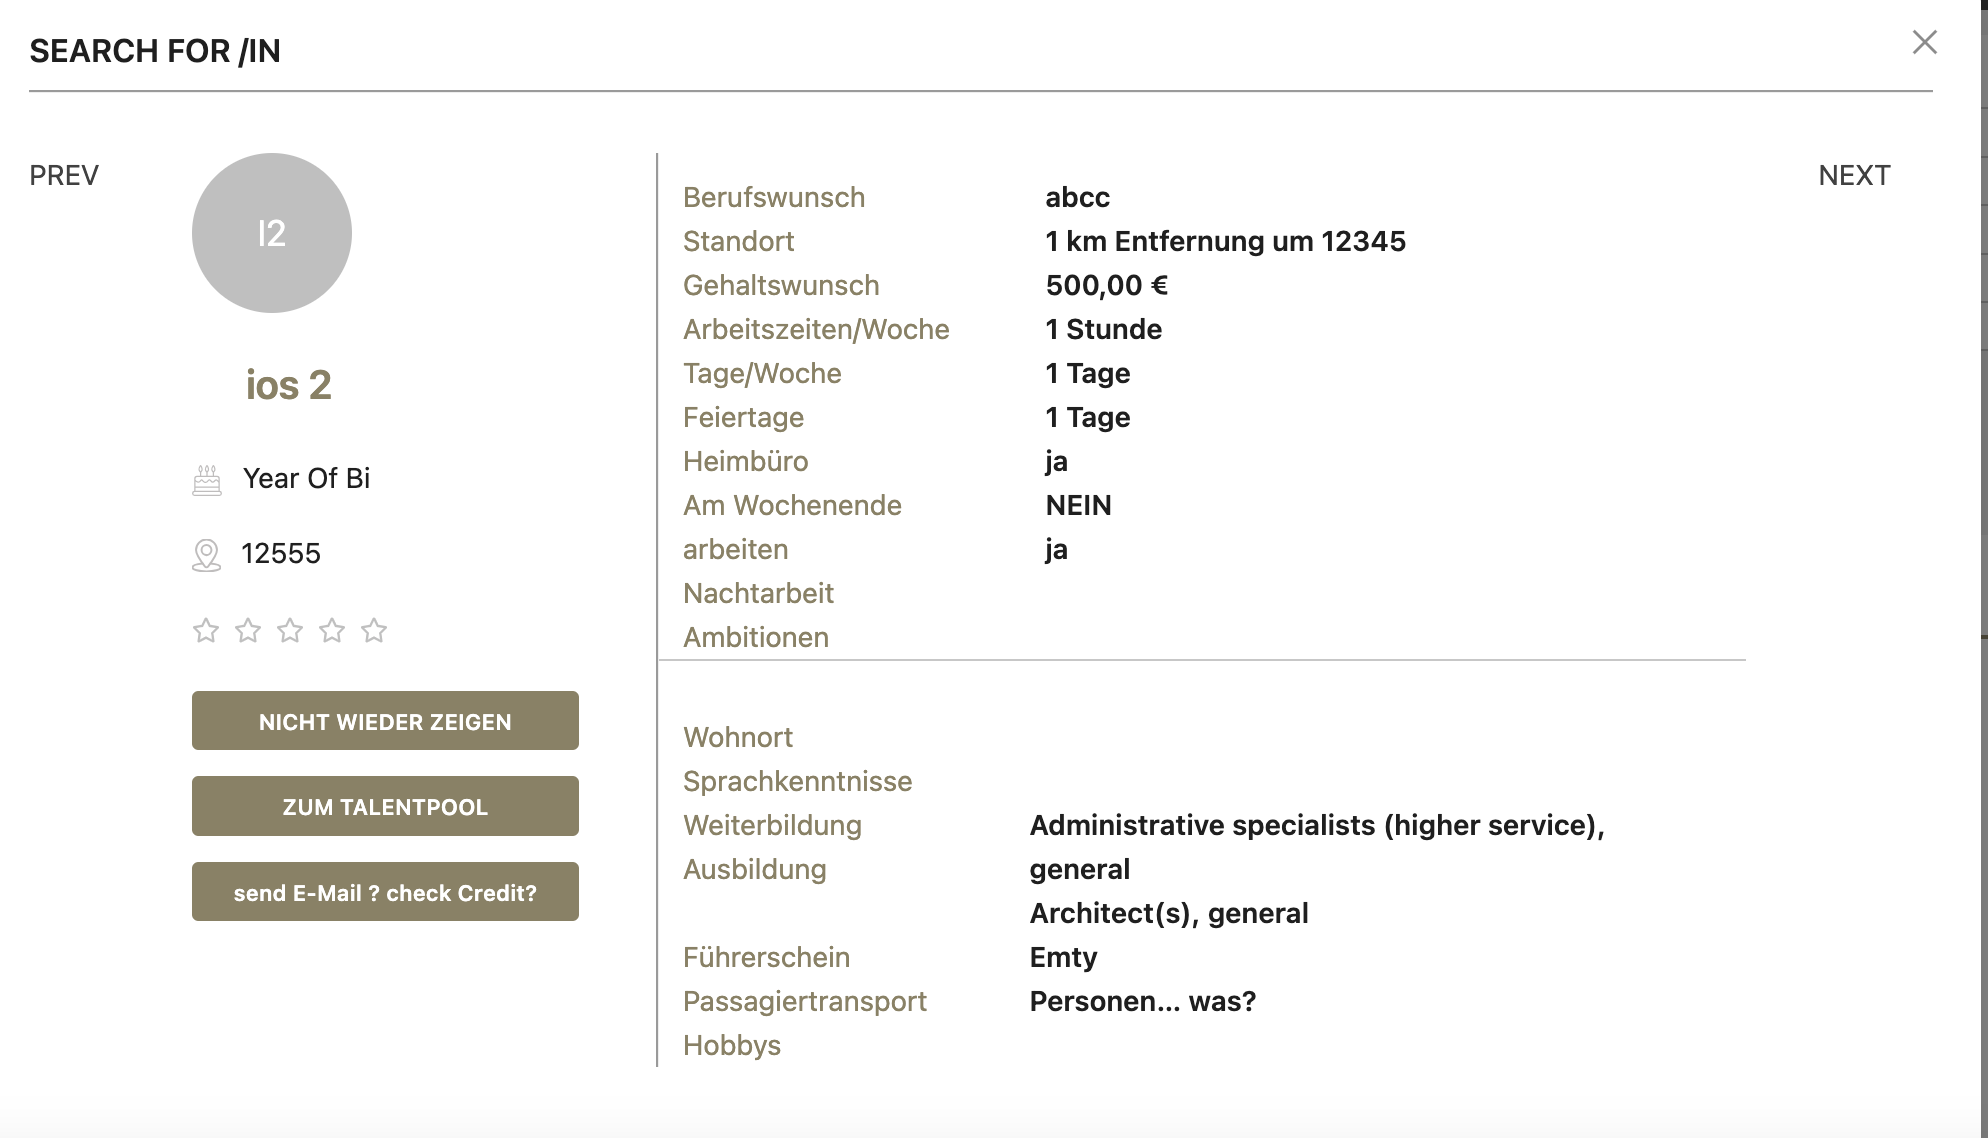 SEARCH FOR /IN
PREV
NEXT
I2
ios 2
Year Of Bi
12555
NICHT WIEDER ZEIGEN
ZUM TALENTPOOL
send E-Mail ? check Credit?
Berufswunsch abcc
Standort 1 km Entfernung um 12345
Gehaltswunsch 500,00 €
Arbeitszeiten/Woche 1 Stunde
Tage/Woche 1 Tage
Feiertage 1 Tage
Heimbüro ja
Am Wochenende NEIN
arbeiten ja
Nachtarbeit
Ambitionen
Wohnort
Sprachkenntnisse
Weiterbildung Administrative specialists (higher service),
Ausbildung general
Architect(s), general
Führerschein Emty
Passagiertransport Personen... was?
Hobbys